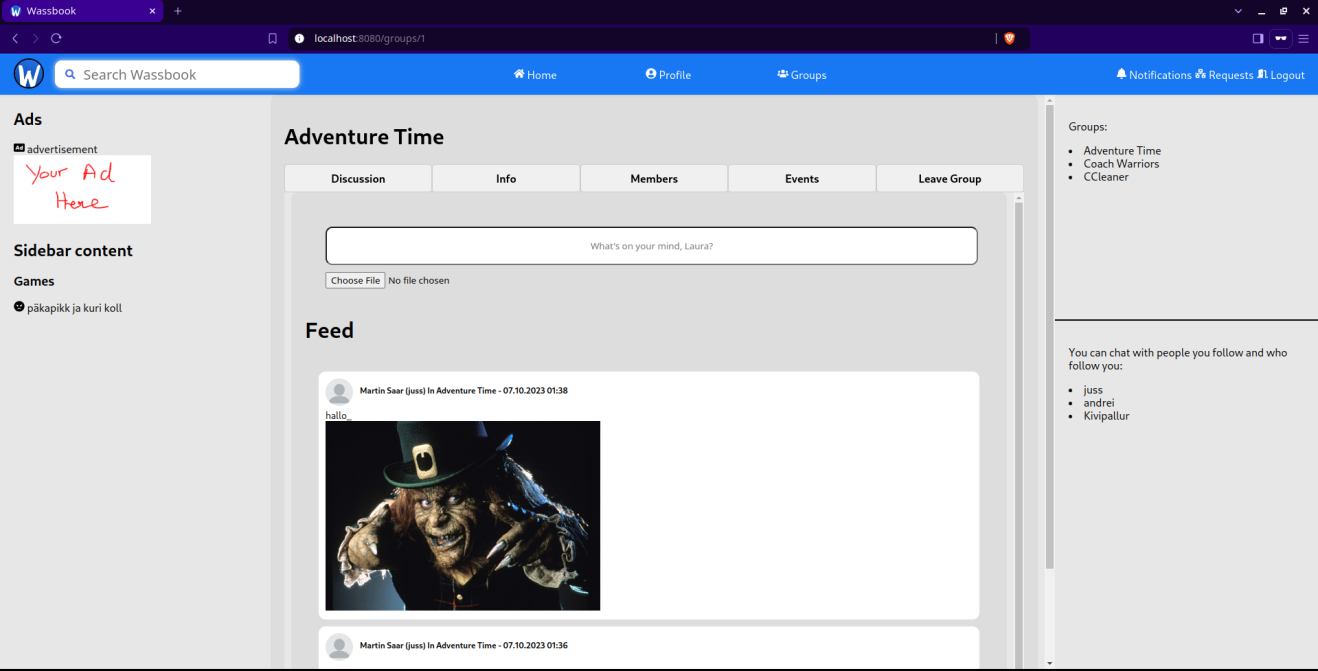 Wassbook
localhost:8080/groups/1
W
Search Wassbook
Home
Profile
Groups
Notifications
Requests
Logout
Ads
Ad advertisement
Your Ad
Here
Sidebar content
Games
päkapikk ja kuri koll
Adventure Time
Discussion
Info
Members
Events
Leave Group
What's on your mind, Laura?
Choose File No file chosen
Feed
Martin Saar (juss) In Adventure Time - 07.10.2023 01:38
hallo_
Martin Saar (juss) In Adventure Time - 07.10.2023 01:36
Groups:
Adventure Time
Coach Warriors
CCleaner
You can chat with people you follow and who
follow you:
juss
andrei
Kivipallur